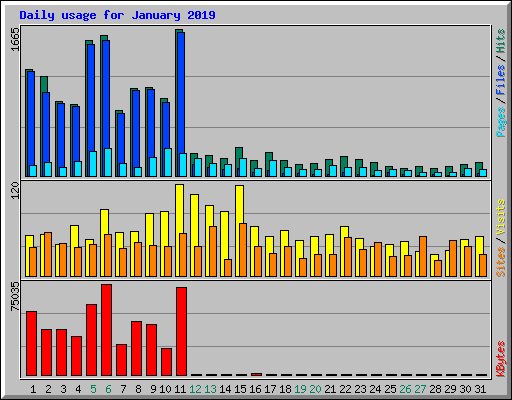 Daily usage for January 2019
1665
Pages / Files / Hits
120
Sites / Visits
75035
KBytes
1 2 3 4 5 6 7 8 9 10 11 12 13 14 15 16 17 18 19 20 21 22 23 24 25 26 27 28 29 30 31